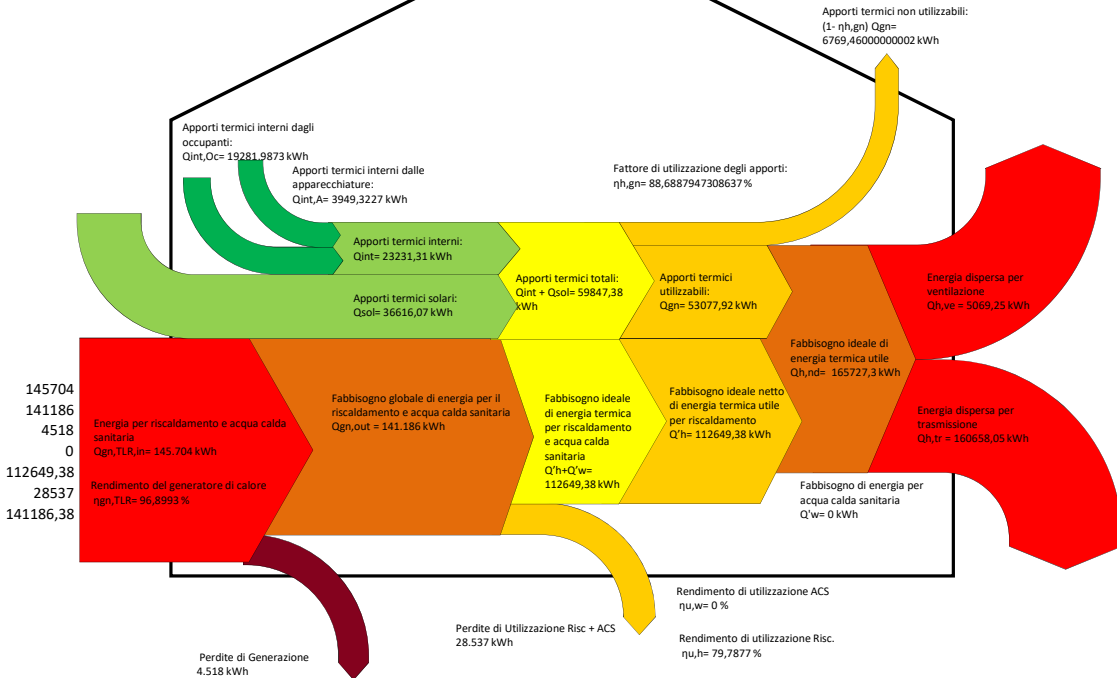 Apporti termici non utilizzabili:
(1- ηh,gn) Qgn=
6769,46000000002 kWh
Apporti termici interni dagli
occupanti:
Qint,Oc= 19281,9873 kWh
Apporti termici interni dalle
apparecchiature:
Qint,A= 3949,3227 kWh
Fattore di utilizzazione degli apporti:
ηh,gn= 88,6887947308637 %
Apporti termici interni:
Qint= 23231,31 kWh
Apporti termici solari:
Qsol= 36616,07 kWh
Apporti termici totali:
Qint + Qsol= 59847,38
kWh
Apporti termici
utilizzabili:
Qgn= 53077,92 kWh
Energia dispersa per
ventilazione
Qh,ve = 5069,25 kWh
Fabbisogno ideale di
energia termica utile
Qh,nd=  165727,3 kWh
145704
141186
4518
0
112649,38
28537
141186,38
Energia per riscaldamento e acqua calda
sanitaria
Qgn,TLR,in= 145.704 kWh
Rendimento del generatore di calore
ηgn,TLR= 96,8993 %
Fabbisogno globale di energia per il
riscaldamento e acqua calda sanitaria
Qgn,out = 141.186 kWh
Fabbisogno ideale
di energia termica
per riscaldamento
e acqua calda
sanitaria
Q’h+Q’w=
112649,38 kWh
Fabbisogno ideale netto
di energia termica utile
per riscaldamento
Q’h= 112649,38 kWh
Energia dispersa per
trasmissione
Qh,tr = 160658,05 kWh
Fabbisogno di energia per
acqua calda sanitaria
Q’w= 0 kWh
Rendimento di utilizzazione ACS
ηu,w= 0 %
Perdite di Utilizzazione Risc + ACS
28.537 kWh
Rendimento di utilizzazione Risc.
ηu,h= 79,7877 %
Perdite di Generazione
4.518 kWh